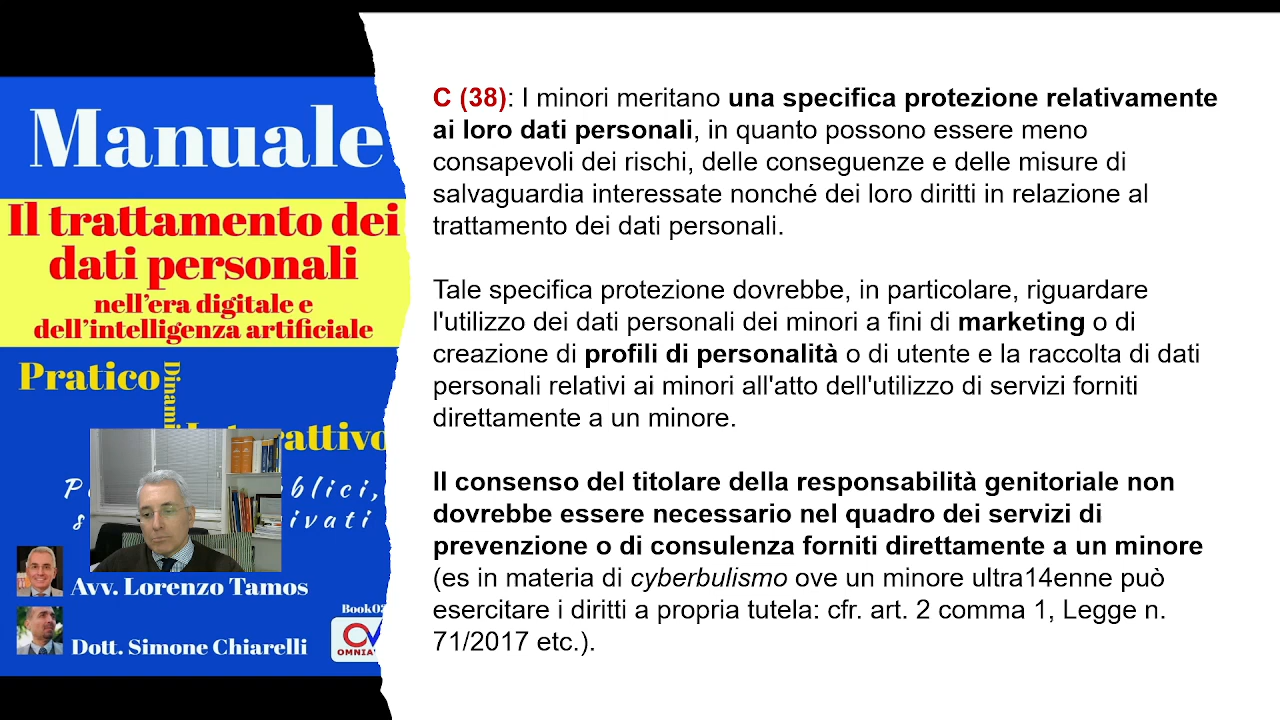 Manuale
Il trattamento dei
dati personali
nell'era digitale e
dell'intelligenza artificiale
Pratico
Avv. Lorenzo Tamos
Dott. Simone Chiarelli
C (38): I minori meritano una specifica protezione relativamente
ai loro dati personali, in quanto possono essere meno
consapevoli dei rischi, delle conseguenze e delle misure di
salvaguardia interessate nonché dei loro diritti in relazione al
trattamento dei dati personali.
Tale specifica protezione dovrebbe, in particolare, riguardare
l'utilizzo dei dati personali dei minori a fini di marketing o di
creazione di profili di personalità o di utente e la raccolta di dati
personali relativi ai minori all'atto dell'utilizzo di servizi forniti
direttamente a un minore.
Il consenso del titolare della responsabilità genitoriale non
dovrebbe essere necessario nel quadro dei servizi di
prevenzione o di consulenza forniti direttamente a un minore
(es in materia di cyberbulismo ove un minore ultra14enne può
esercitare i diritti a propria tutela: cfr. art. 2 comma 1, Legge n.
71/2017 etc.).